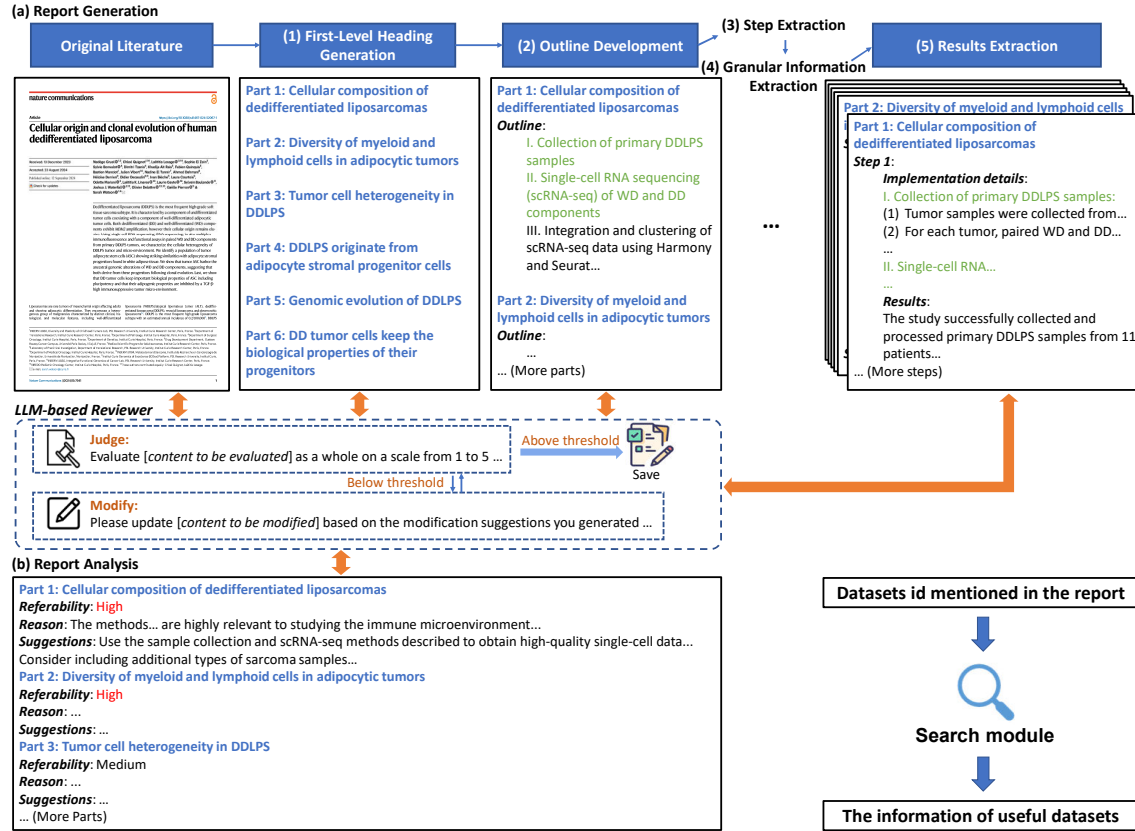 (a) Report Generation
Original Literature
(1) First-Level Heading
Generation
(2) Outline Development
(3) Step Extraction
(4) Granular Information
Extraction
(5) Results Extraction
nature communications
Article
Cellular origin and clonal evolution of human
dedifferentiated liposarcoma
Part 1: Cellular composition of
dedifferentiated liposarcomas
Part 2: Diversity of myeloid and
lymphoid cells in adipocytic tumors
Part 3: Tumor cell heterogeneity in
DDLPS
Part 4: DDLPS originate from
adipocyte stromal progenitor cells
Part 5: Genomic evolution of DDLPS
Part 6: DD tumor cells keep the
biological properties of their
progenitors
Part 1: Cellular composition of
dedifferentiated liposarcomas
Outline:
I. Collection of primary DDLPS
samples
II. Single-cell RNA sequencing
(scRNA-seq) of WD and DD
components
III. Integration and clustering of
scRNA-seq data using Harmony
and Seurat...
Part 2: Diversity of myeloid and
lymphoid cells in adipocytic tumors
Outline:
...
... (More parts)
...
Part 2: Diversity of myeloid and lymphoid cells
Part 1: Cellular composition of
dedifferentiated liposarcomas
Step 1:
Implementation details:
I. Collection of primary DDLPS samples:
(1) Tumor samples were collected from...
(2) For each tumor, paired WD and DD...
...
II. Single-cell RNA...
...
Results:
The study successfully collected and
processed primary DDLPS samples from 11
patients...
... (More steps)
LLM-based Reviewer
Judge:
Evaluate [content to be evaluated] as a whole on a scale from 1 to 5 ...
Above threshold
Save
Below threshold
Modify:
Please update [content to be modified] based on the modification suggestions you generated ...
(b) Report Analysis
Part 1: Cellular composition of dedifferentiated liposarcomas
Referability: High
Reason: The methods... are highly relevant to studying the immune microenvironment...
Suggestions: Use the sample collection and scRNA-seq methods described to obtain high-quality single-cell data...
Consider including additional types of sarcoma samples...
Part 2: Diversity of myeloid and lymphoid cells in adipocytic tumors
Referability: High
Reason: ...
Suggestions: ...
Part 3: Tumor cell heterogeneity in DDLPS
Referability: Medium
Reason: ...
Suggestions: ...
... (More Parts)
Datasets id mentioned in the report
Search module
The information of useful datasets